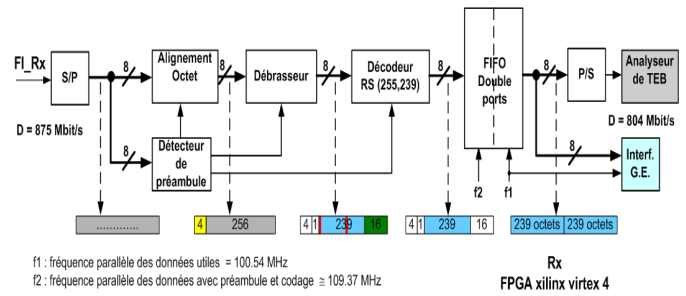 FI_Rx
S/P
8
Alignement
Octet
8
Débrasseur
8
Décodeur
RS (255,239)
8
FIFO
Double
ports
8
P/S
Analyseur
de TEB
D = 875 Mbit/s
8
Détecteur
de
préambule
D = 804 Mbit/s
8
Interf.
G.E.
f2
f1
.............
4 256
4 1 239 16
4 1 239 16
239 octets 239 octets
f1 : fréquence parallèle des données utiles = 100.54 MHz
f2 : fréquence parallèle des données avec préambule et codage ≅ 109.37 MHz
Rx
FPGA xilinx virtex 4